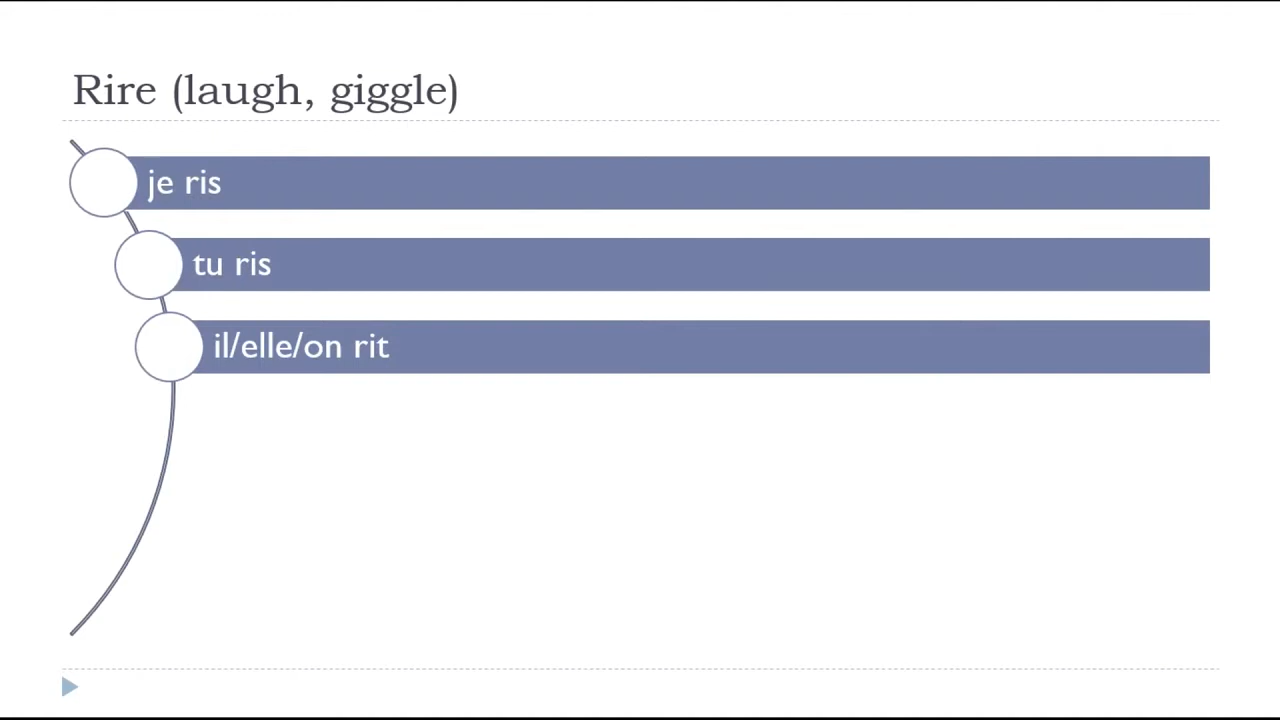 Rire (laugh, giggle)
je ris
tu ris
il/elle/on rit